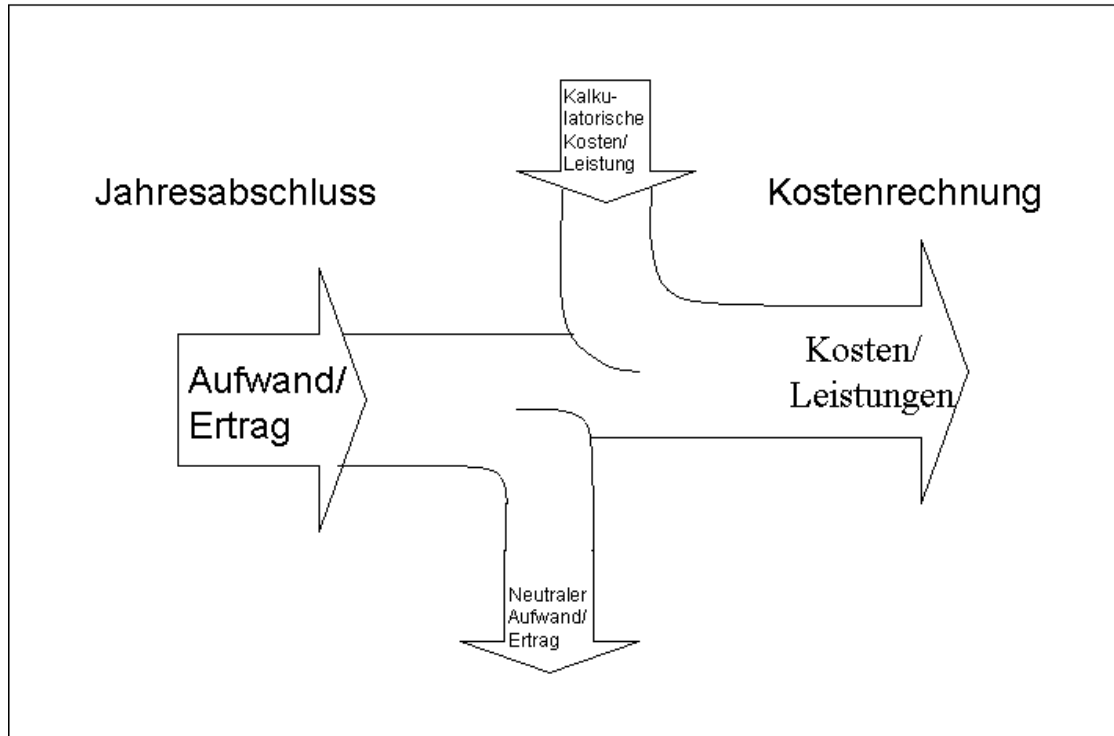 Kalku-
latorische
Kosten/
Leistung
Jahresabschluss
Kostenrechnung
Aufwand/
Ertrag
Kosten/
Leistungen
Neutraler
Aufwand/
Ertrag